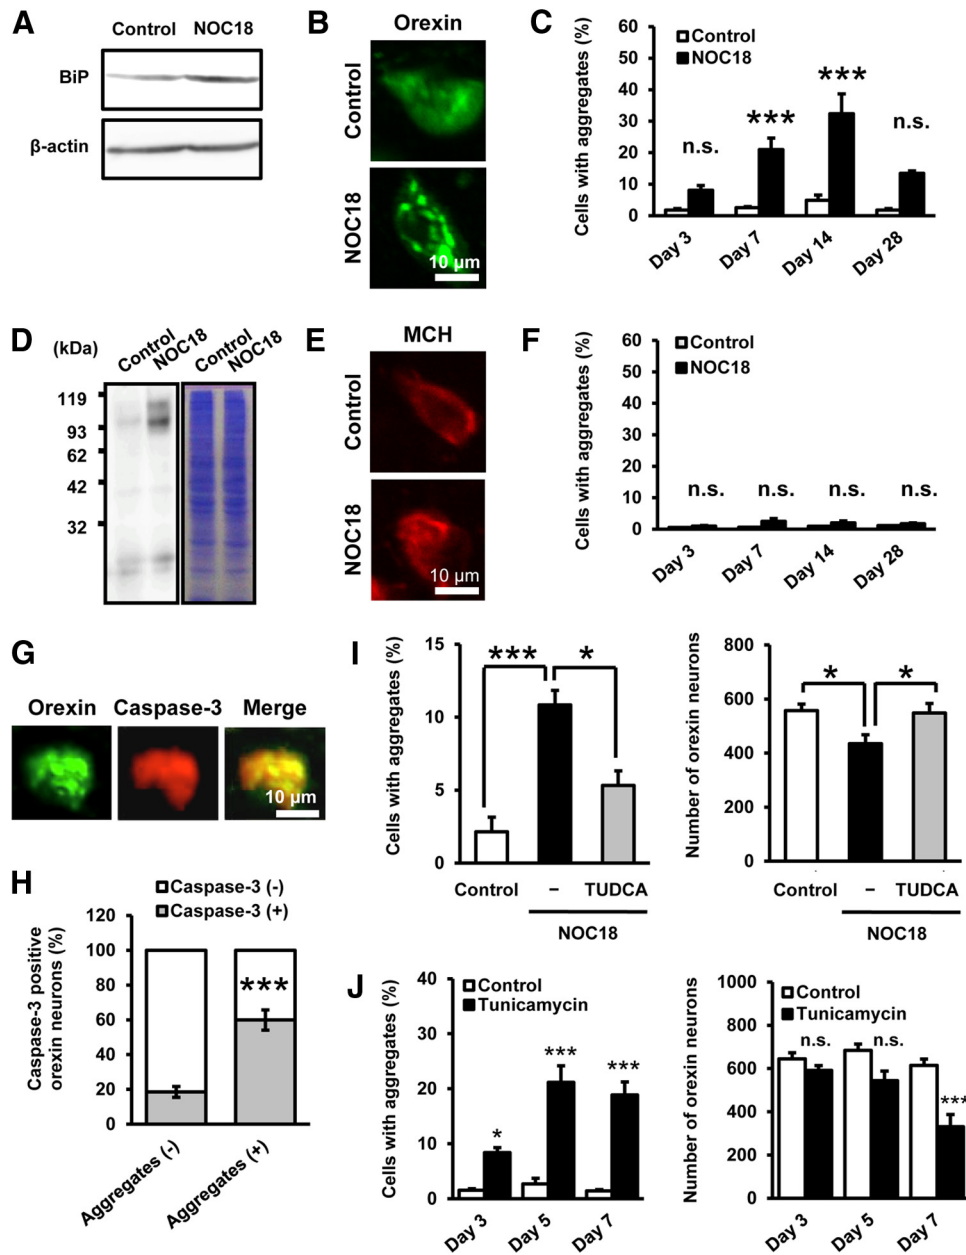 A
Control NOC18
BiP
β-actin
B
Orexin
Control
NOC18
10 µm
C
Cells with aggregates (%)
60
50
40
30
20
10
0
Control
NOC18
n.s.
***
***
n.s.
Day 3
Day 7
Day 14
Day 28
D
(kDa)
Control
NOC18
Control
NOC18
119
93
62
42
32
E
MCH
Control
NOC18
10 µm
F
Cells with aggregates (%)
60
50
40
30
20
10
0
Control
NOC18
n.s. n.s. n.s. n.s.
Day 3
Day 7
Day 14
Day 28
G
Orexin Caspase-3 Merge
10 µm
H
Caspase-3 (-)
Caspase-3 (+)
Caspase-3 positive
orexin neurons (%)
120
100
80
60
40
20
0
***
Aggregates (-)
Aggregates (+)
I
Cells with aggregates (%)
15
10
5
0
***
*
Control – TUDCA
NOC18
Number of orexin neurons
800
600
400
200
0
*
*
Control – TUDCA
NOC18
J
Cells with aggregates (%)
40
30
20
10
0
Control
Tunicamycin
*
***
***
Day 3
Day 5
Day 7
Number of orexin neurons
1000
800
600
400
200
0
Control
Tunicamycin
n.s.
n.s.
***
Day 3
Day 5
Day 7